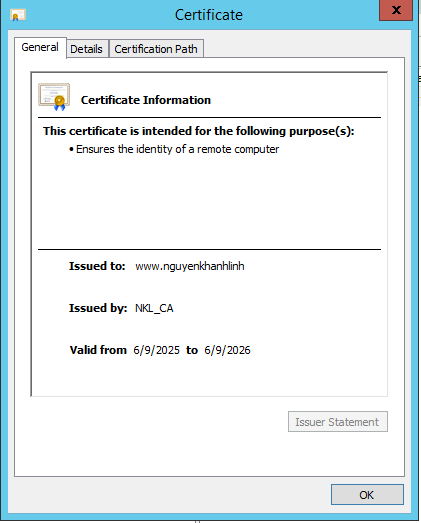 Certificate
x
General Details Certification Path
Certificate Information
This certificate is intended for the following purpose(s):
• Ensures the identity of a remote computer
Issued to: www.nguyenkhanhlinh
Issued by: NKL_CA
Valid from 6/9/2025 to 6/9/2026
Issuer Statement
OK